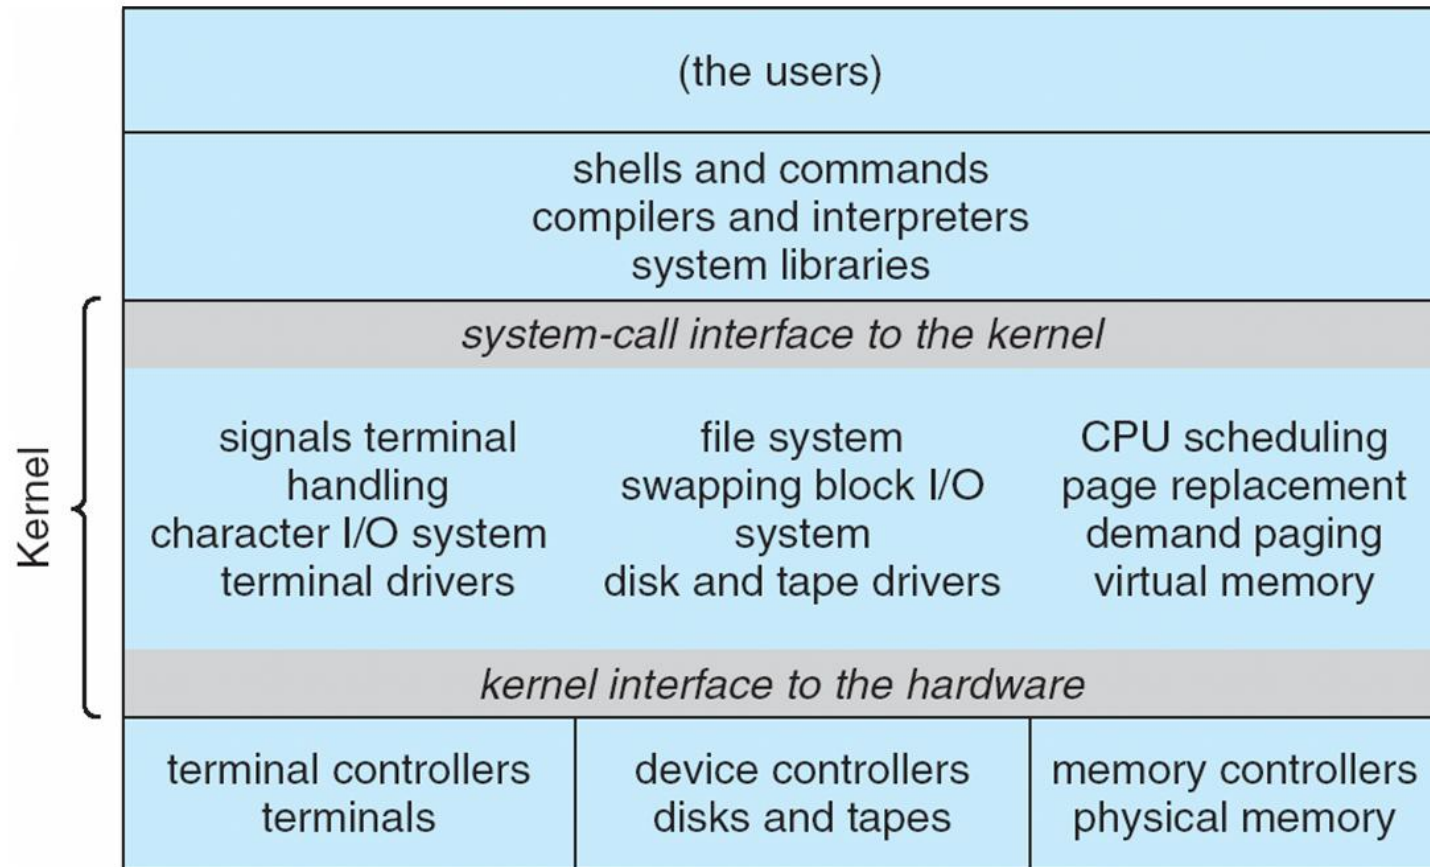 (the users)
shells and commands
compilers and interpreters
system libraries
system-call interface to the kernel
Kernel
signals terminal
handling
character I/O system
terminal drivers
file system
swapping block I/O
system
disk and tape drivers
CPU scheduling
page replacement
demand paging
virtual memory
kernel interface to the hardware
terminal controllers
terminals
device controllers
disks and tapes
memory controllers
physical memory